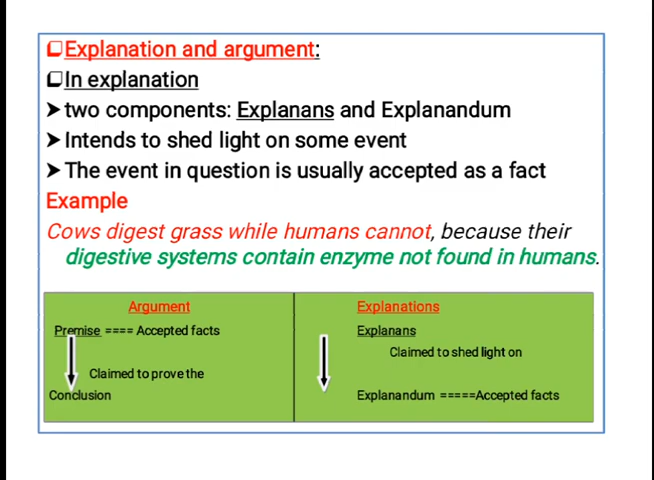 Explanation and argument:
In explanation
➤ two components: Explanans and Explanandum
➤ Intends to shed light on some event
➤ The event in question is usually accepted as a fact
Example
Cows digest grass while humans cannot, because their
digestive systems contain enzyme not found in humans.
Argument
Premise ==== Accepted facts
Claimed to prove the
Conclusion
Explanations
Explanans
Claimed to shed light on
Explanandum =====Accepted facts